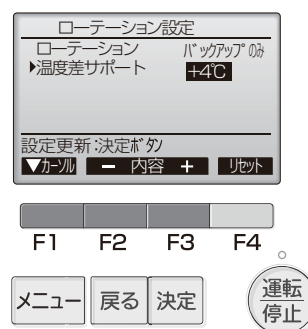 ローテーション設定
ローテーション バックアップのみ
▶温度差サポート +4℃
設定更新:決定ボタン
▼カーソル － 内容 ＋ リセット
F1 F2 F3 F4
メニュー 戻る 決定 運転
停止